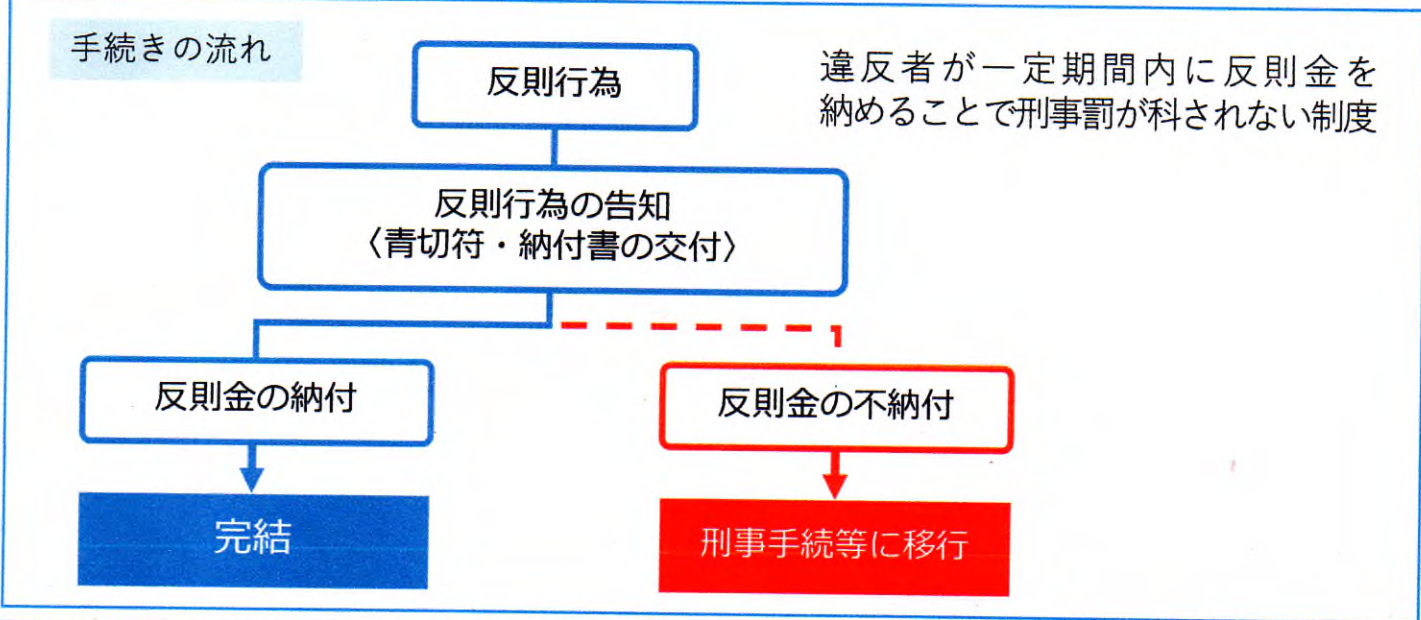 手続きの流れ
反則行為
違反者が一定期間内に反則金を
納めることで刑事罰が科されない制度
反則行為の告知
〈青切符・納付書の交付〉
反則金の納付
反則金の不納付
完結
刑事手続等に移行